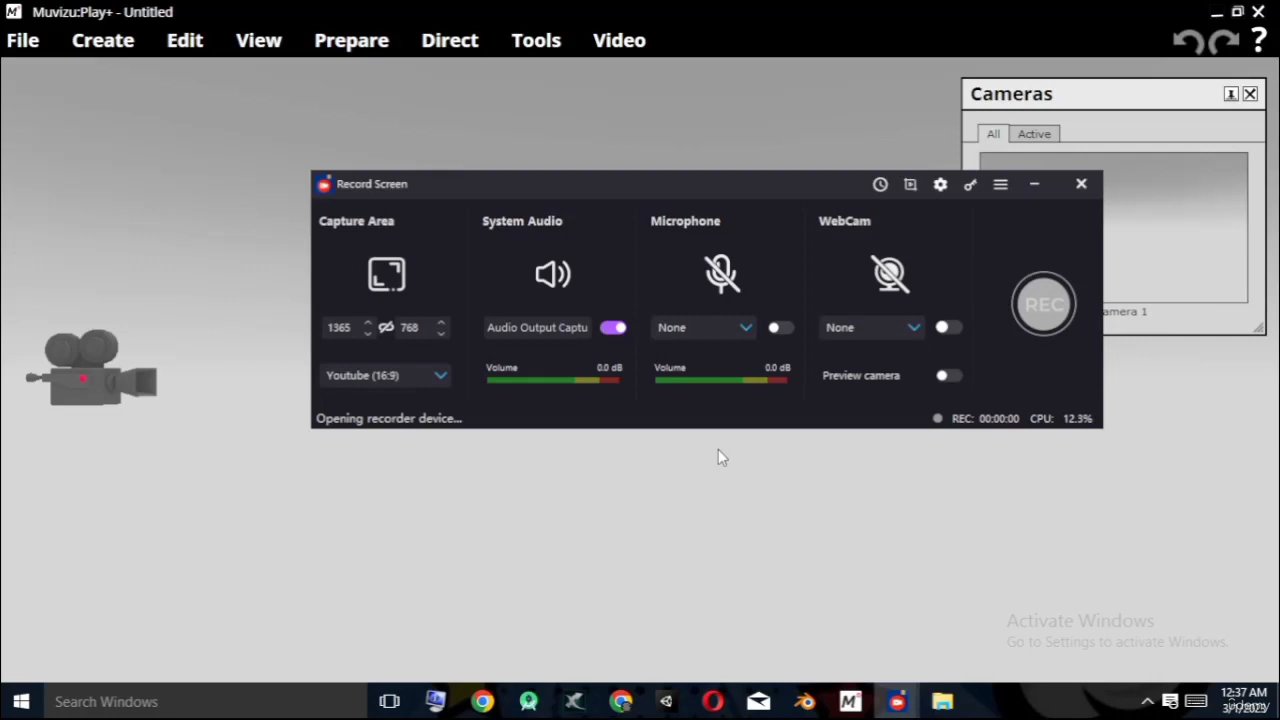 Muvizu:Play+ - Untitled
File Create Edit View Prepare Direct Tools Video ?
Cameras
All Active
Record Screen
Capture Area System Audio Microphone WebCam
REC
1365 768 Audio Output Captu None None
amera 1
Youtube (16:9) Volume 0.0 dB Volume 0.0 dB Preview camera
Opening recorder device... REC: 00:00:00 CPU: 12.3%
Activate Windows
Go to Settings to activate Windows.
Search Windows
12:37 AM